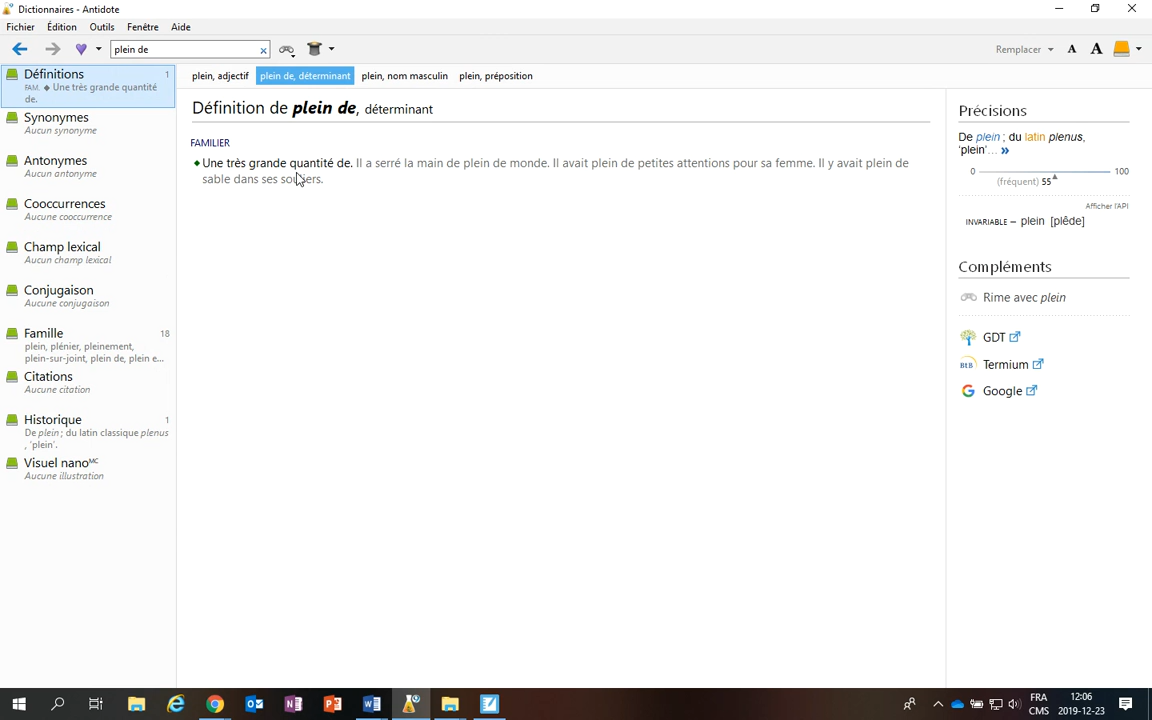 Dictionnaires - Antidote
Fichier Édition Outils Fenêtre Aide
plein de
Remplacer A A
Définitions 1
FAM. ◆ Une très grande quantité
de.
Synonymes
Aucun synonyme
Antonymes
Aucun antonyme
Cooccurrences
Aucune cooccurrence
Champ lexical
Aucun champ lexical
Conjugaison
Aucune conjugaison
Famille 18
plein, plénier, pleinement,
plein-sur-joint, plein de, plein e...
Citations
Aucune citation
Historique 1
De plein ; du latin classique plenus
, 'plein'.
Visuel nanoMC
Aucune illustration
plein, adjectif plein de, déterminant plein, nom masculin plein, préposition
Définition de plein de, déterminant
FAMILIER
◆ Une très grande quantité de. Il a serré la main de plein de monde. Il avait plein de petites attentions pour sa femme. Il y avait plein de
sable dans ses souliers.
Précisions
De plein ; du latin plenus,
'plein'... »
0 100
(fréquent) 55
Afficher l'API
INVARIABLE – plein [plêde]
Compléments
Rime avec plein
GDT
BtB Termium
Google
FRA
CMS
12:06
2019-12-23